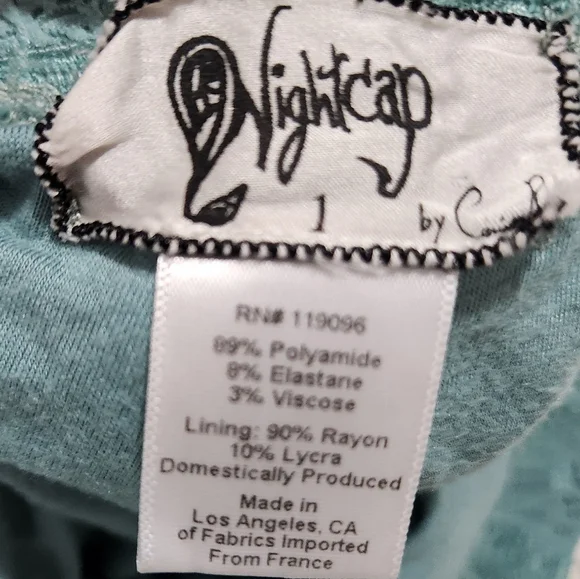 Nightcap
1
by
RN# 119096
89% Polyamide
8% Elastane
3% Viscose
Lining: 90% Rayon
10% Lycra
Domestically Produced
Made in
Los Angeles, CA
of Fabrics Imported
From France